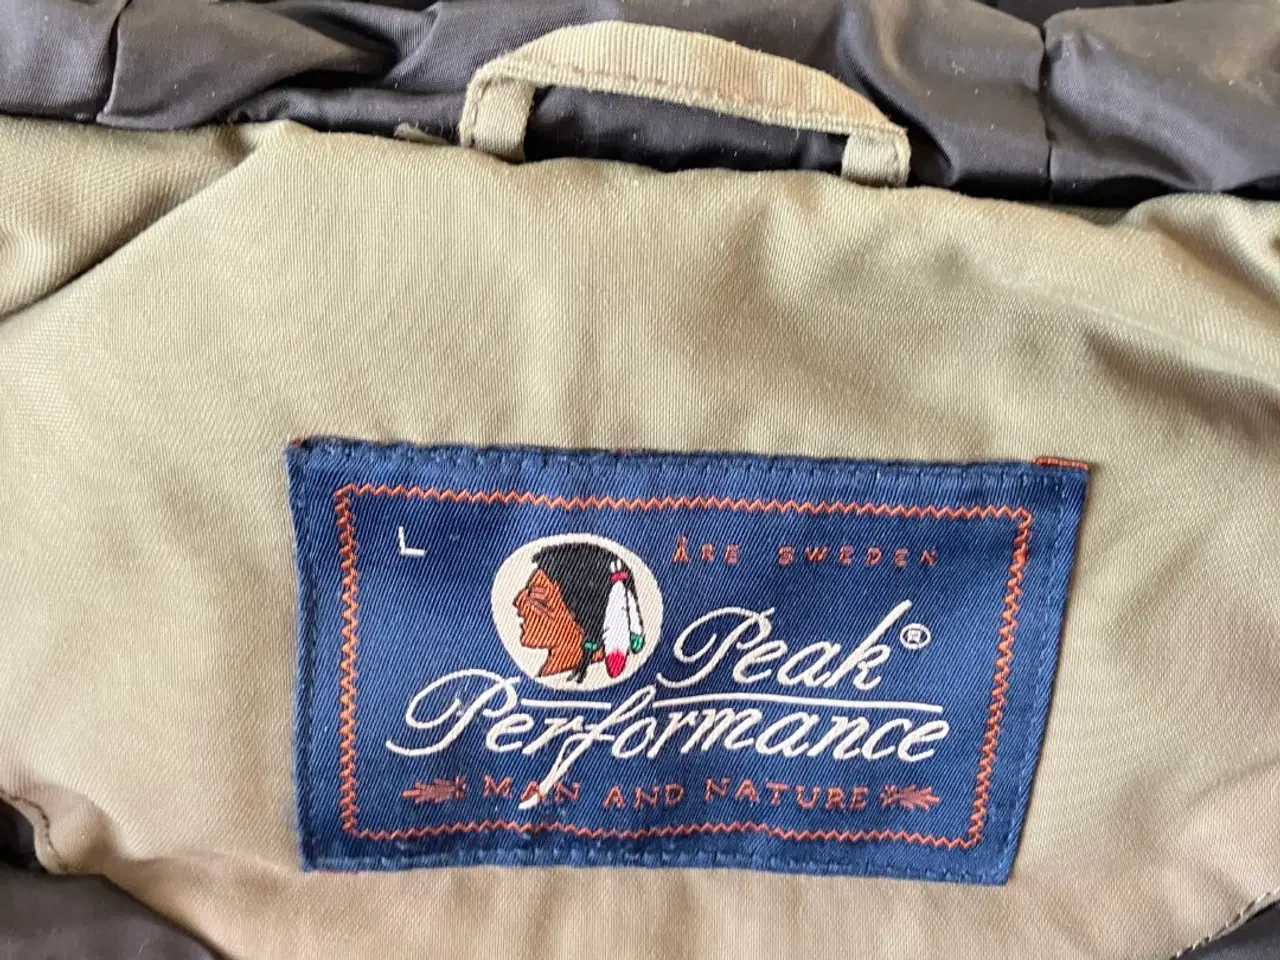 L
ÅRE SWEDEN
Peak®
Performance
MAN AND NATURE